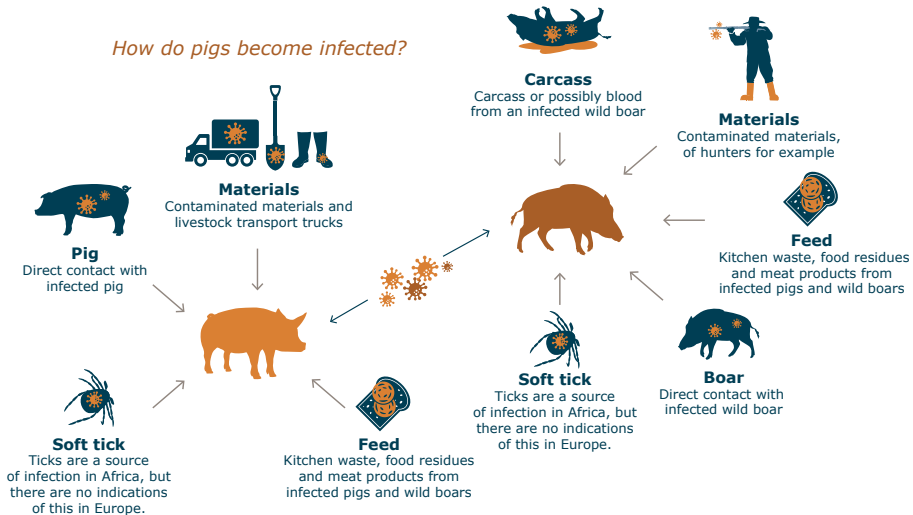 How do pigs become infected?
Carcass
Carcass or possibly blood
from an infected wild boar
Materials
Contaminated materials,
of hunters for example
Materials
Contaminated materials and
livestock transport trucks
Pig
Direct contact with
infected pig
Feed
Kitchen waste, food residues
and meat products from
infected pigs and wild boars
Soft tick
Ticks are a source
of infection in Africa, but
there are no indications
of this in Europe.
Boar
Direct contact with
infected wild boar
Soft tick
Ticks are a source
of infection in Africa, but
there are no indications
of this in Europe.
Feed
Kitchen waste, food residues
and meat products from
infected pigs and wild boars